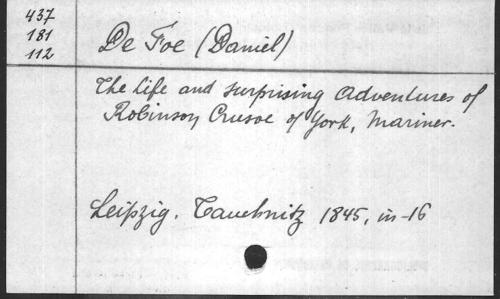 437
181
112
De Foe (Daniel)
The Life and surprising adventures of
Robinson Crusoe of York, mariner.
Leipzig. Tauchnitz 1845, in-16